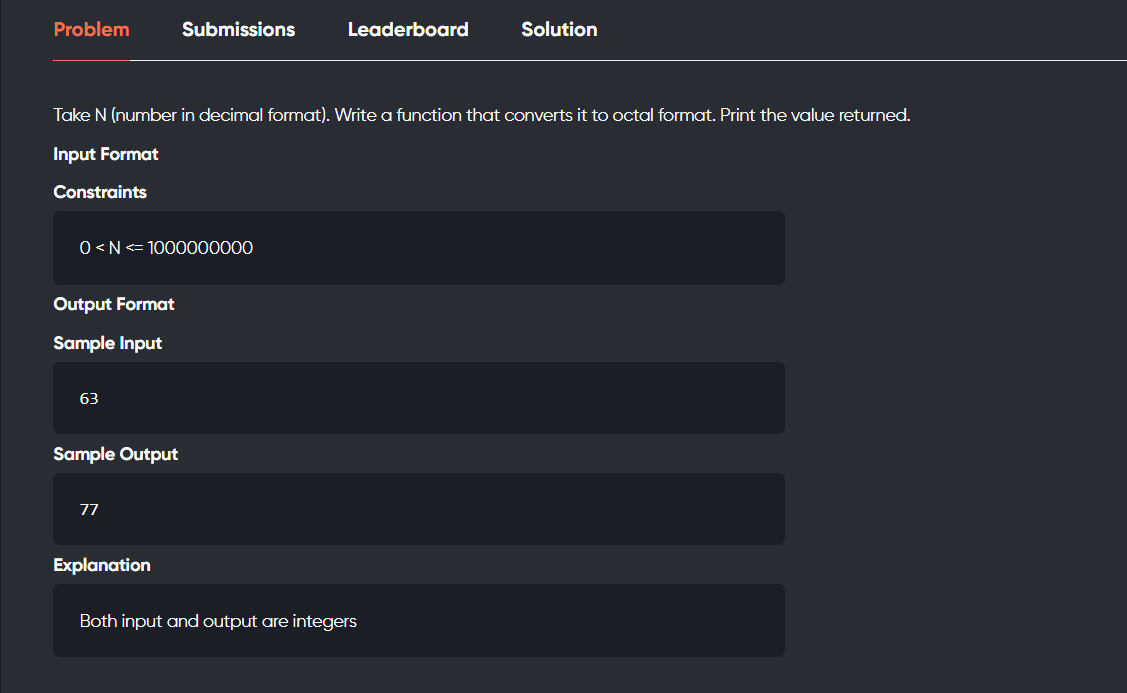 Problem Submissions Leaderboard Solution
Take N (number in decimal format). Write a function that converts it to octal format. Print the value returned.
Input Format
Constraints
0 < N <= 1000000000
Output Format
Sample Input
63
Sample Output
77
Explanation
Both input and output are integers